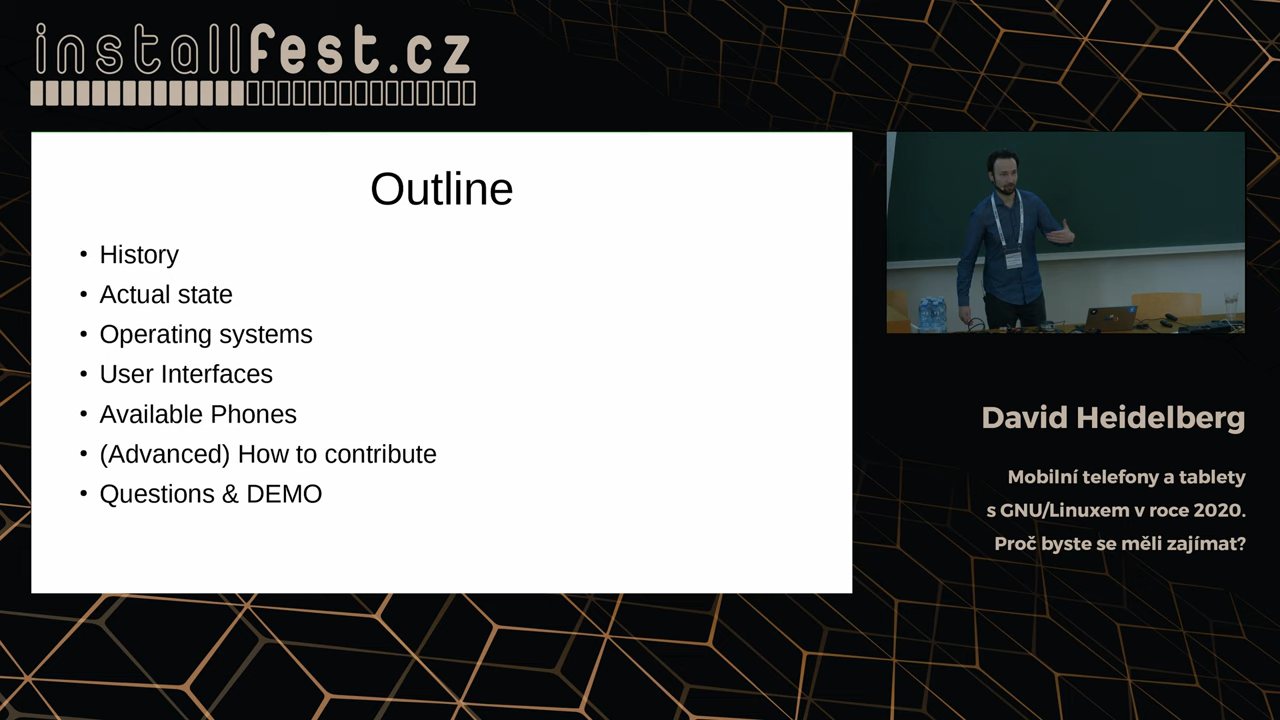 installfest.cz
Outline
• History
• Actual state
• Operating systems
• User Interfaces
• Available Phones
• (Advanced) How to contribute
• Questions & DEMO
David Heidelberg
Mobilní telefony a tablety
s GNU/Linuxem v roce 2020.
Proč byste se měli zajímat?